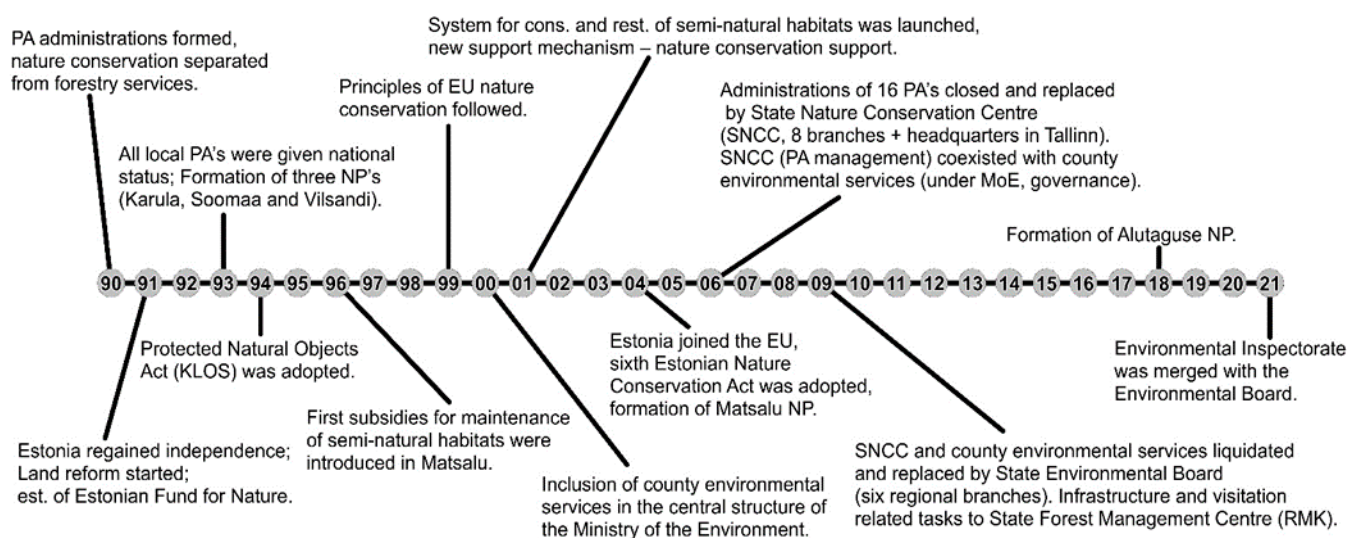 PA administrations formed,
nature conservation separated
from forestry services.
System for cons. and rest. of semi-natural habitats was launched,
new support mechanism – nature conservation support.
Principles of EU nature
conservation followed.
All local PA's were given national
status; Formation of three NP's
(Karula, Soomaa and Vilsandi).
Administrations of 16 PA's closed and replaced
by State Nature Conservation Centre
(SNCC, 8 branches + headquarters in Tallinn).
SNCC (PA management) coexisted with county
environmental services (under MoE, governance).
Formation of Alutaguse NP.
90 91 92 93 94 95 96 97 98 99 00 01 02 03 04 05 06 07 08 09 10 11 12 13 14 15 16 17 18 19 20 21
Estonia regained independence;
Land reform started;
est. of Estonian Fund for Nature.
Protected Natural Objects
Act (KLOS) was adopted.
First subsidies for maintenance
of semi-natural habitats were
introduced in Matsalu.
Inclusion of county environmental
services in the central structure of
the Ministry of the Environment.
Estonia joined the EU,
sixth Estonian Nature
Conservation Act was adopted,
formation of Matsalu NP.
SNCC and county environmental services liquidated
and replaced by State Environmental Board
(six regional branches). Infrastructure and visitation
related tasks to State Forest Management Centre (RMK).
Environmental Inspectorate
was merged with the
Environmental Board.